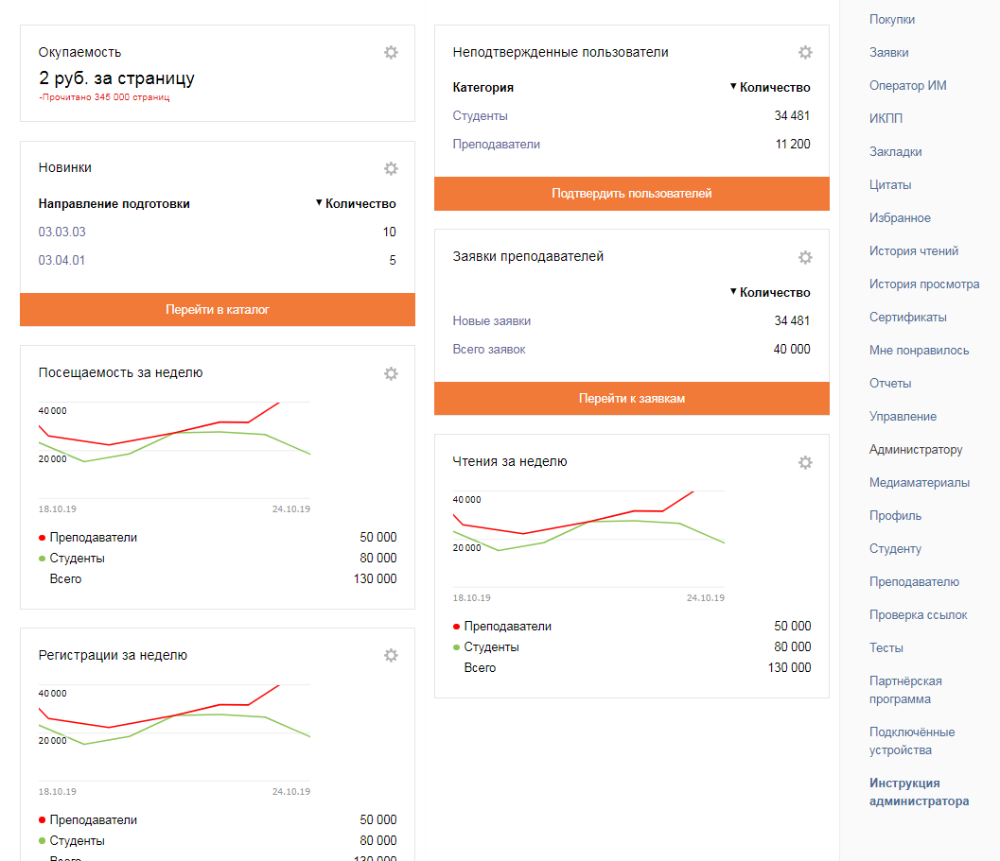 Окупаемость
2 руб. за страницу
-Прочитано 345 000 страниц
Новинки
Направление подготовки ▼ Количество
03.03.03 10
03.04.01 5
Перейти в каталог
Посещаемость за неделю
40 000
20 000
18.10.19 24.10.19
Преподаватели 50 000
Студенты 80 000
Всего 130 000
Регистрации за неделю
40 000
20 000
18.10.19 24.10.19
Преподаватели 50 000
Студенты 80 000
Всего 130 000
Неподтвержденные пользователи
Категория ▼ Количество
Студенты 34 481
Преподаватели 11 200
Подтвердить пользователей
Заявки преподавателей
▼ Количество
Новые заявки 34 481
Всего заявок 40 000
Перейти к заявкам
Чтения за неделю
40 000
20 000
18.10.19 24.10.19
Преподаватели 50 000
Студенты 80 000
Всего 130 000
Покупки
Заявки
Оператор ИМ
ИКПП
Закладки
Цитаты
Избранное
История чтений
История просмотра
Сертификаты
Мне понравилось
Отчеты
Управление
Администратору
Медиаматериалы
Профиль
Студенту
Преподавателю
Проверка ссылок
Тесты
Партнёрская
программа
Подключённые
устройства
Инструкция
администратора